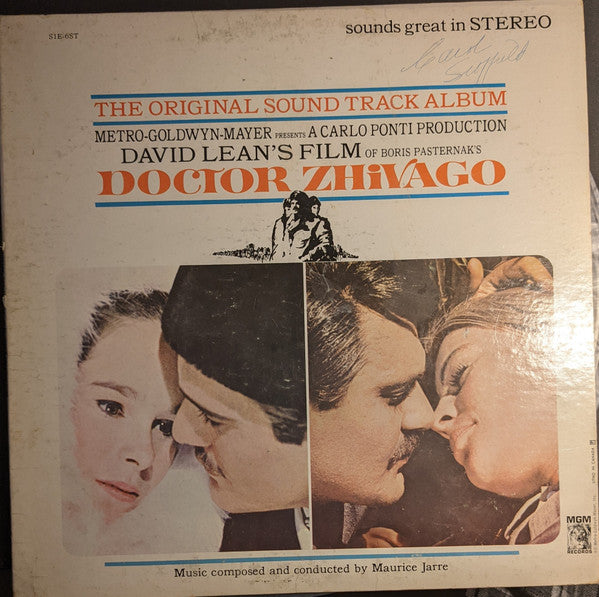 S1E-6ST
sounds great in STEREO
Carol
THE ORIGINAL SOUND TRACK ALBUM
METRO-GOLDWYN-MAYER PRESENTS A CARLO PONTI PRODUCTION
DAVID LEAN'S FILM OF BORIS PASTERNAK'S
DOCTOR ZHiVAGO
MGM
RECORDS
Music composed and conducted by Maurice Jarre